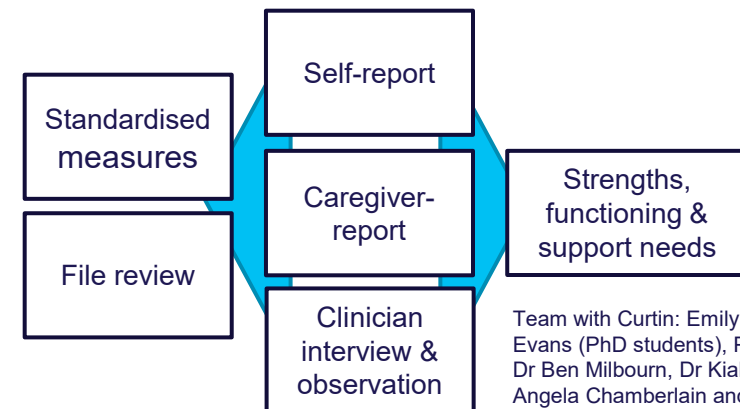 Self-report
Standardised
measures
Caregiver-
report
Strengths,
functioning &
support needs
File review
Clinician
interview &
observation
Team with Curtin: Emily
Evans (PhD students),
Dr Ben Milbourn, Dr
Angela Chamberlain